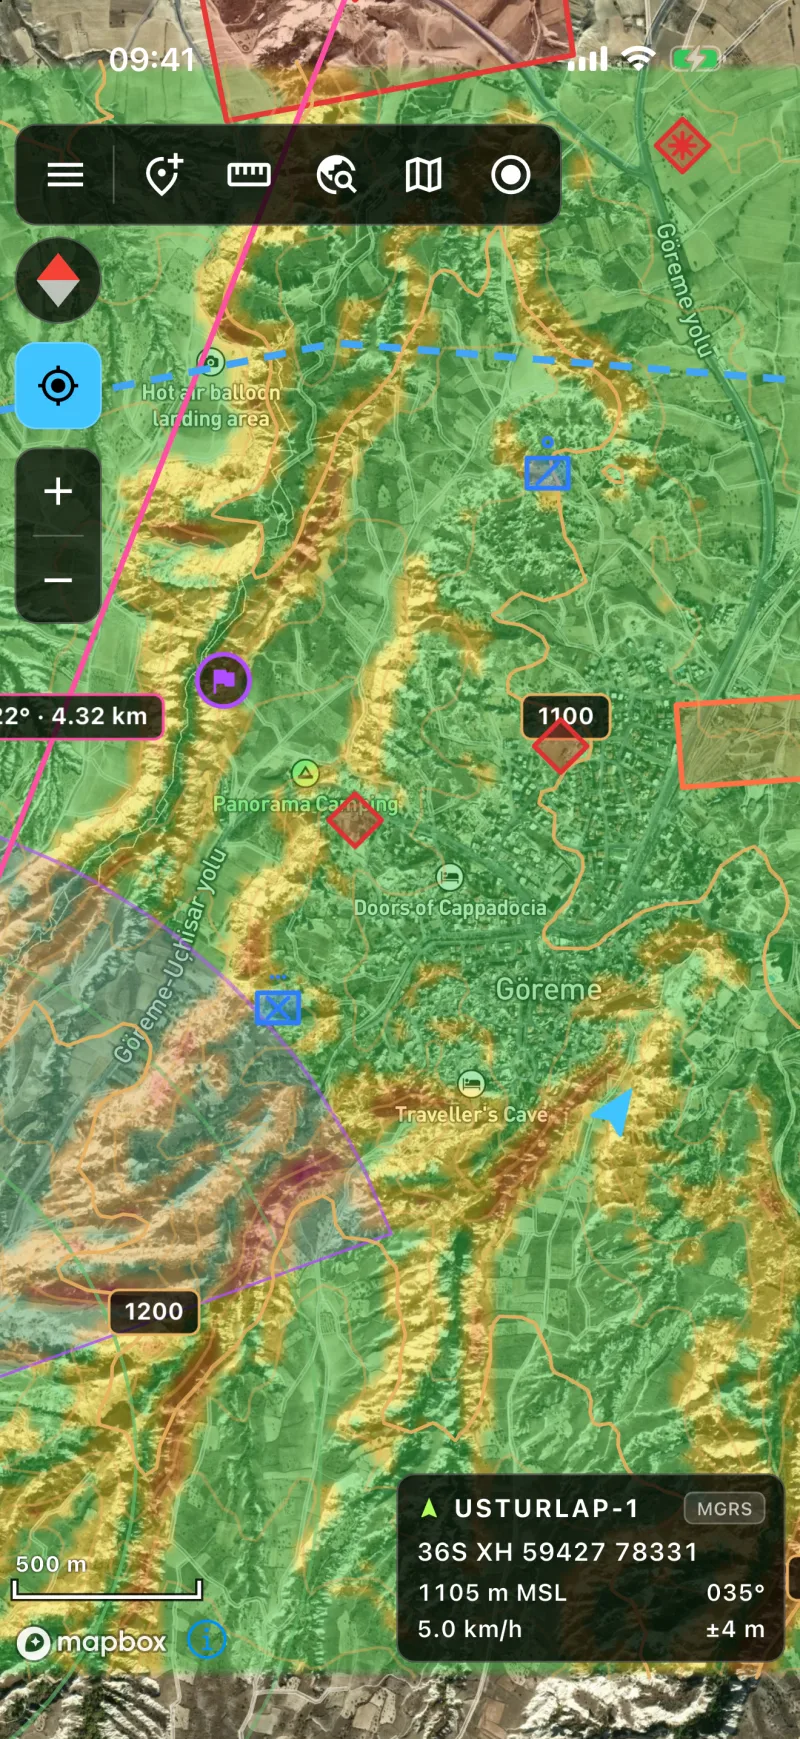 09:41
Göreme yolu
Hot air balloon
landing area
22° · 4.32 km
1100
Panorama Camping
Doors of Cappadocia
Göreme-Uchisar yolu
Göreme
Traveller's Cave
1200
USTURLAP-1
MGRS
36S XH 59427 78331
1105 m MSL
035°
5.0 km/h
±4 m
500 m
mapbox